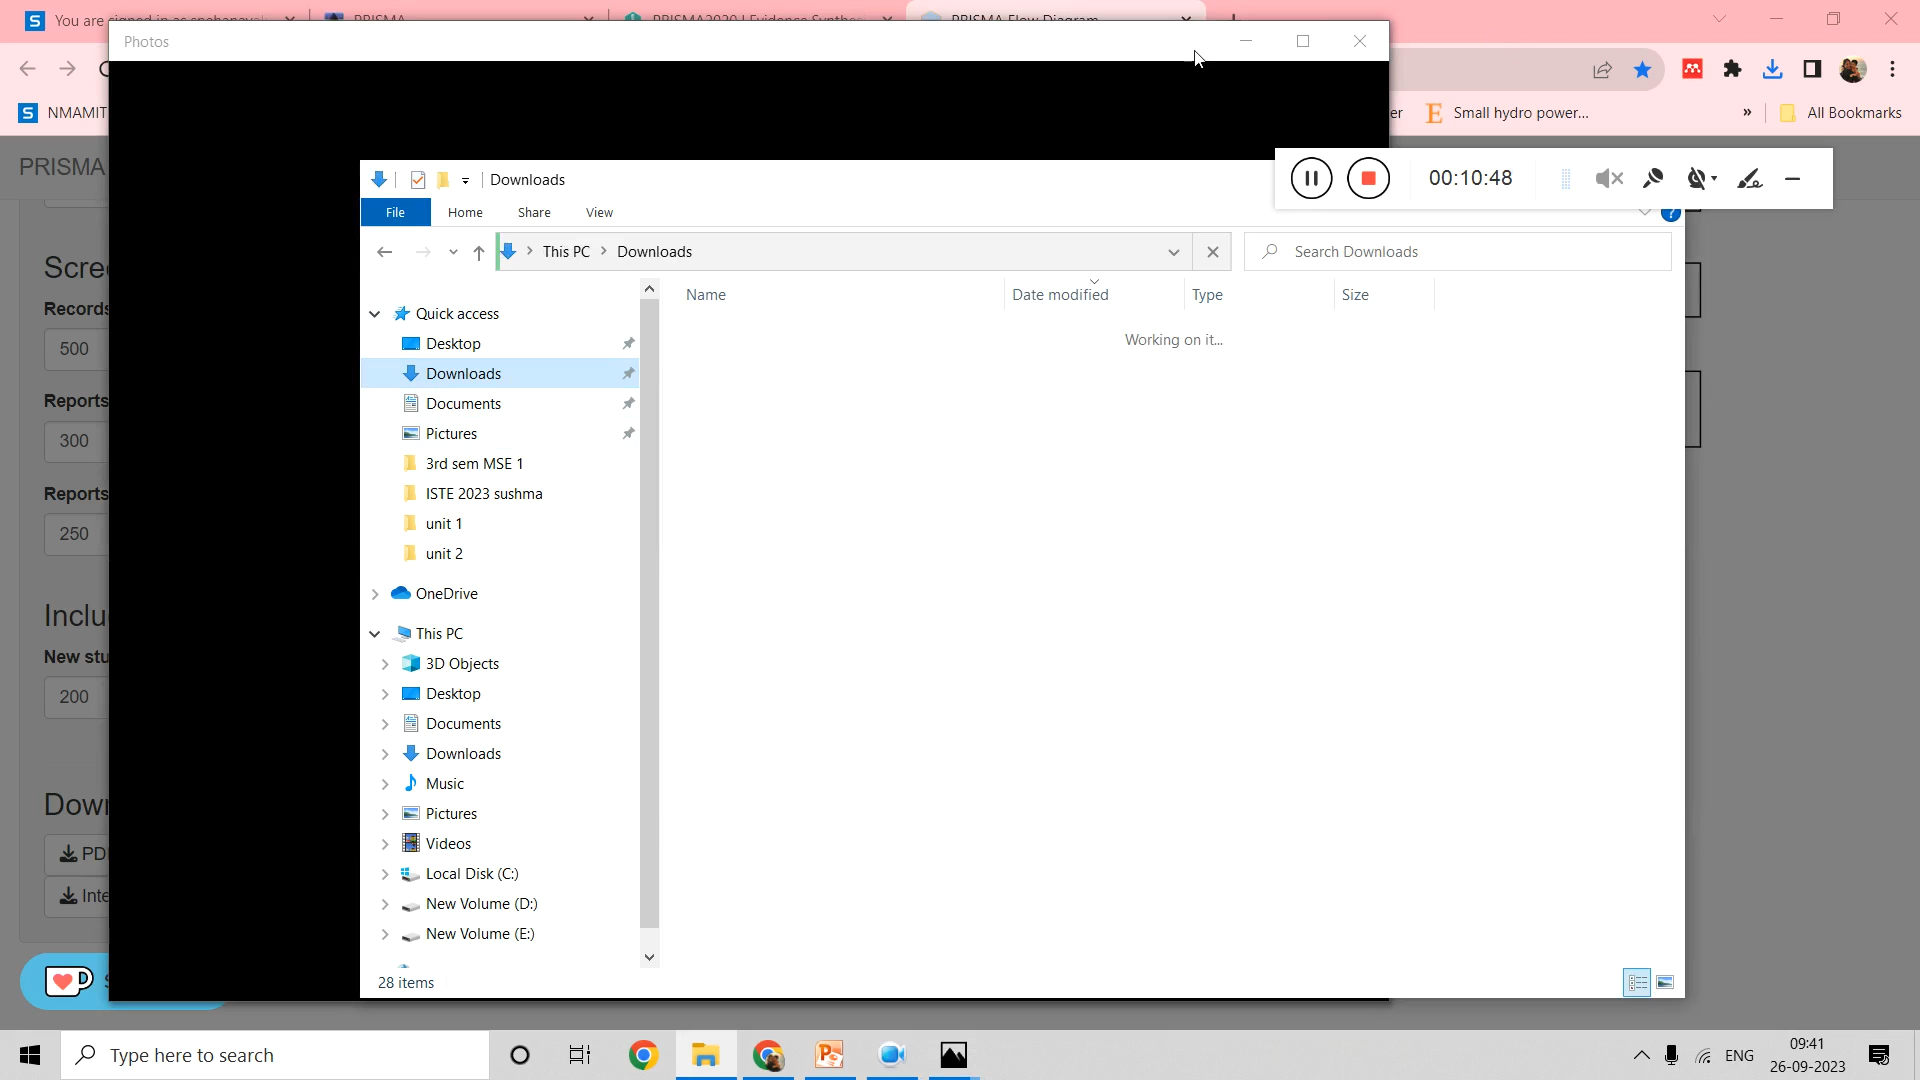 You are signed in as
PRISMA
PRISMA2020 | Evidence Synthes
PRISMA Flow Diagram
Photos
NMAMIT
er
Small hydro power...
»
All Bookmarks
PRISMA
00:10:48
Downloads
File
Home
Share
View
This PC
Downloads
Search Downloads
Name
Date modified
Type
Size
Working on it...
Quick access
Desktop
Downloads
Documents
Pictures
3rd sem MSE 1
ISTE 2023 sushma
unit 1
unit 2
OneDrive
This PC
3D Objects
Desktop
Documents
Downloads
Music
Pictures
Videos
Local Disk (C:)
New Volume (D:)
New Volume (E:)
28 items
Scree
Records
500
Reports
300
Reports
250
Inclu
New stu
200
Down
PD
Inte
Type here to search
ENG
09:41
26-09-2023